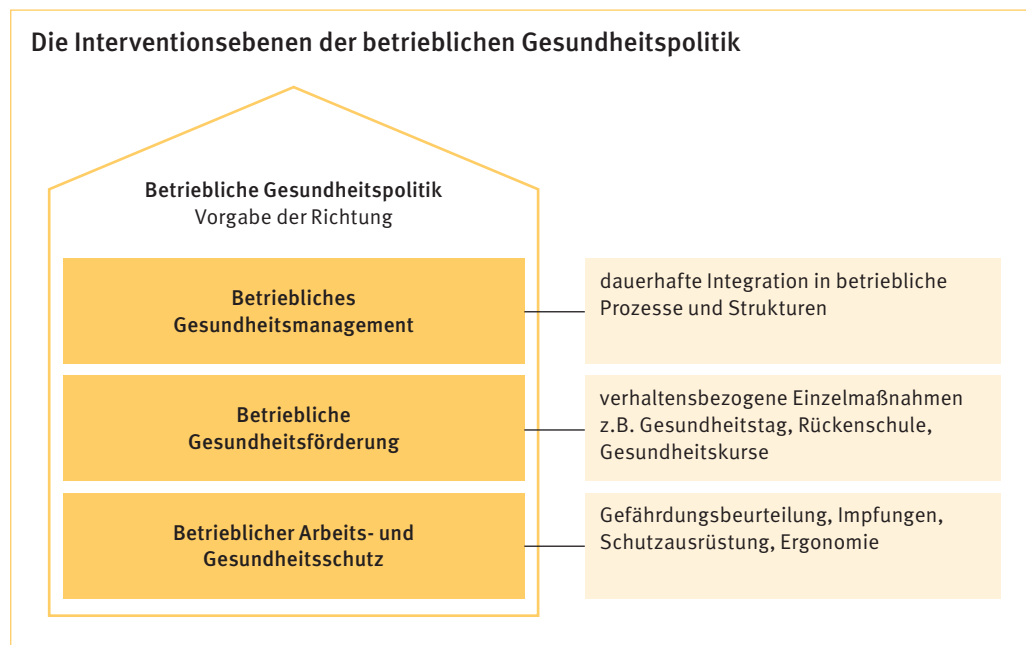 Die Interventionsebenen der betrieblichen Gesundheitspolitik
Betriebliche Gesundheitspolitik
Vorgabe der Richtung
Betriebliches
Gesundheitsmanagement
dauerhafte Integration in betriebliche
Prozesse und Strukturen
Betriebliche
Gesundheitsförderung
verhaltensbezogene Einzelmaßnahmen
z.B. Gesundheitstag, Rückenschule,
Gesundheitskurse
Betrieblicher Arbeits- und
Gesundheitsschutz
Gefährdungsbeurteilung, Impfungen,
Schutzausrüstung, Ergonomie